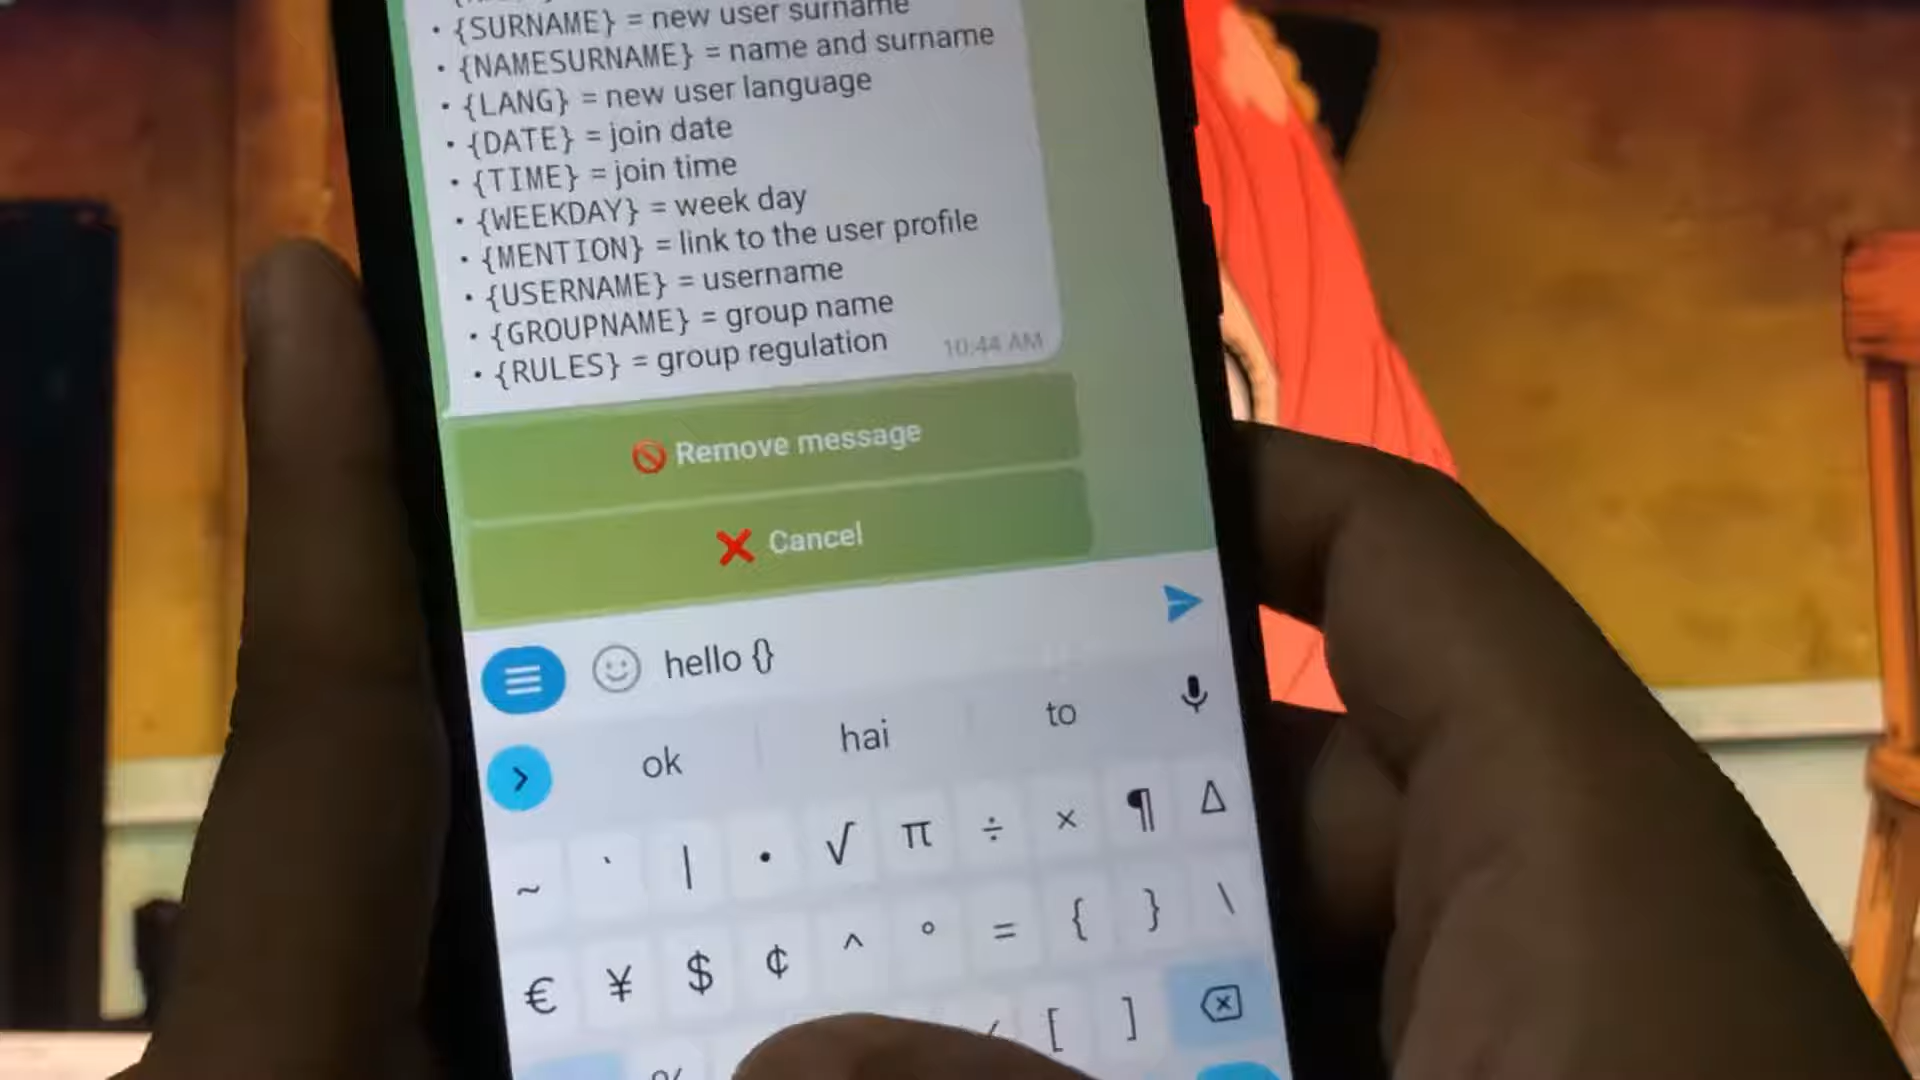 • {SURNAME} = new user surname
• {NAMESURNAME} = name and surname
• {LANG} = new user language
• {DATE} = join date
• {TIME} = join time
• {WEEKDAY} = week day
• {MENTION} = link to the user profile
• {USERNAME} = username
• {GROUPNAME} = group name
• {RULES} = group regulation
10:44 AM
🚫 Remove message
❌ Cancel
hello {}
ok hai to
~ ` | • √ π ÷ × ¶ Δ
€ ¥ $ ¢ ^ ° = { } \
[ ]